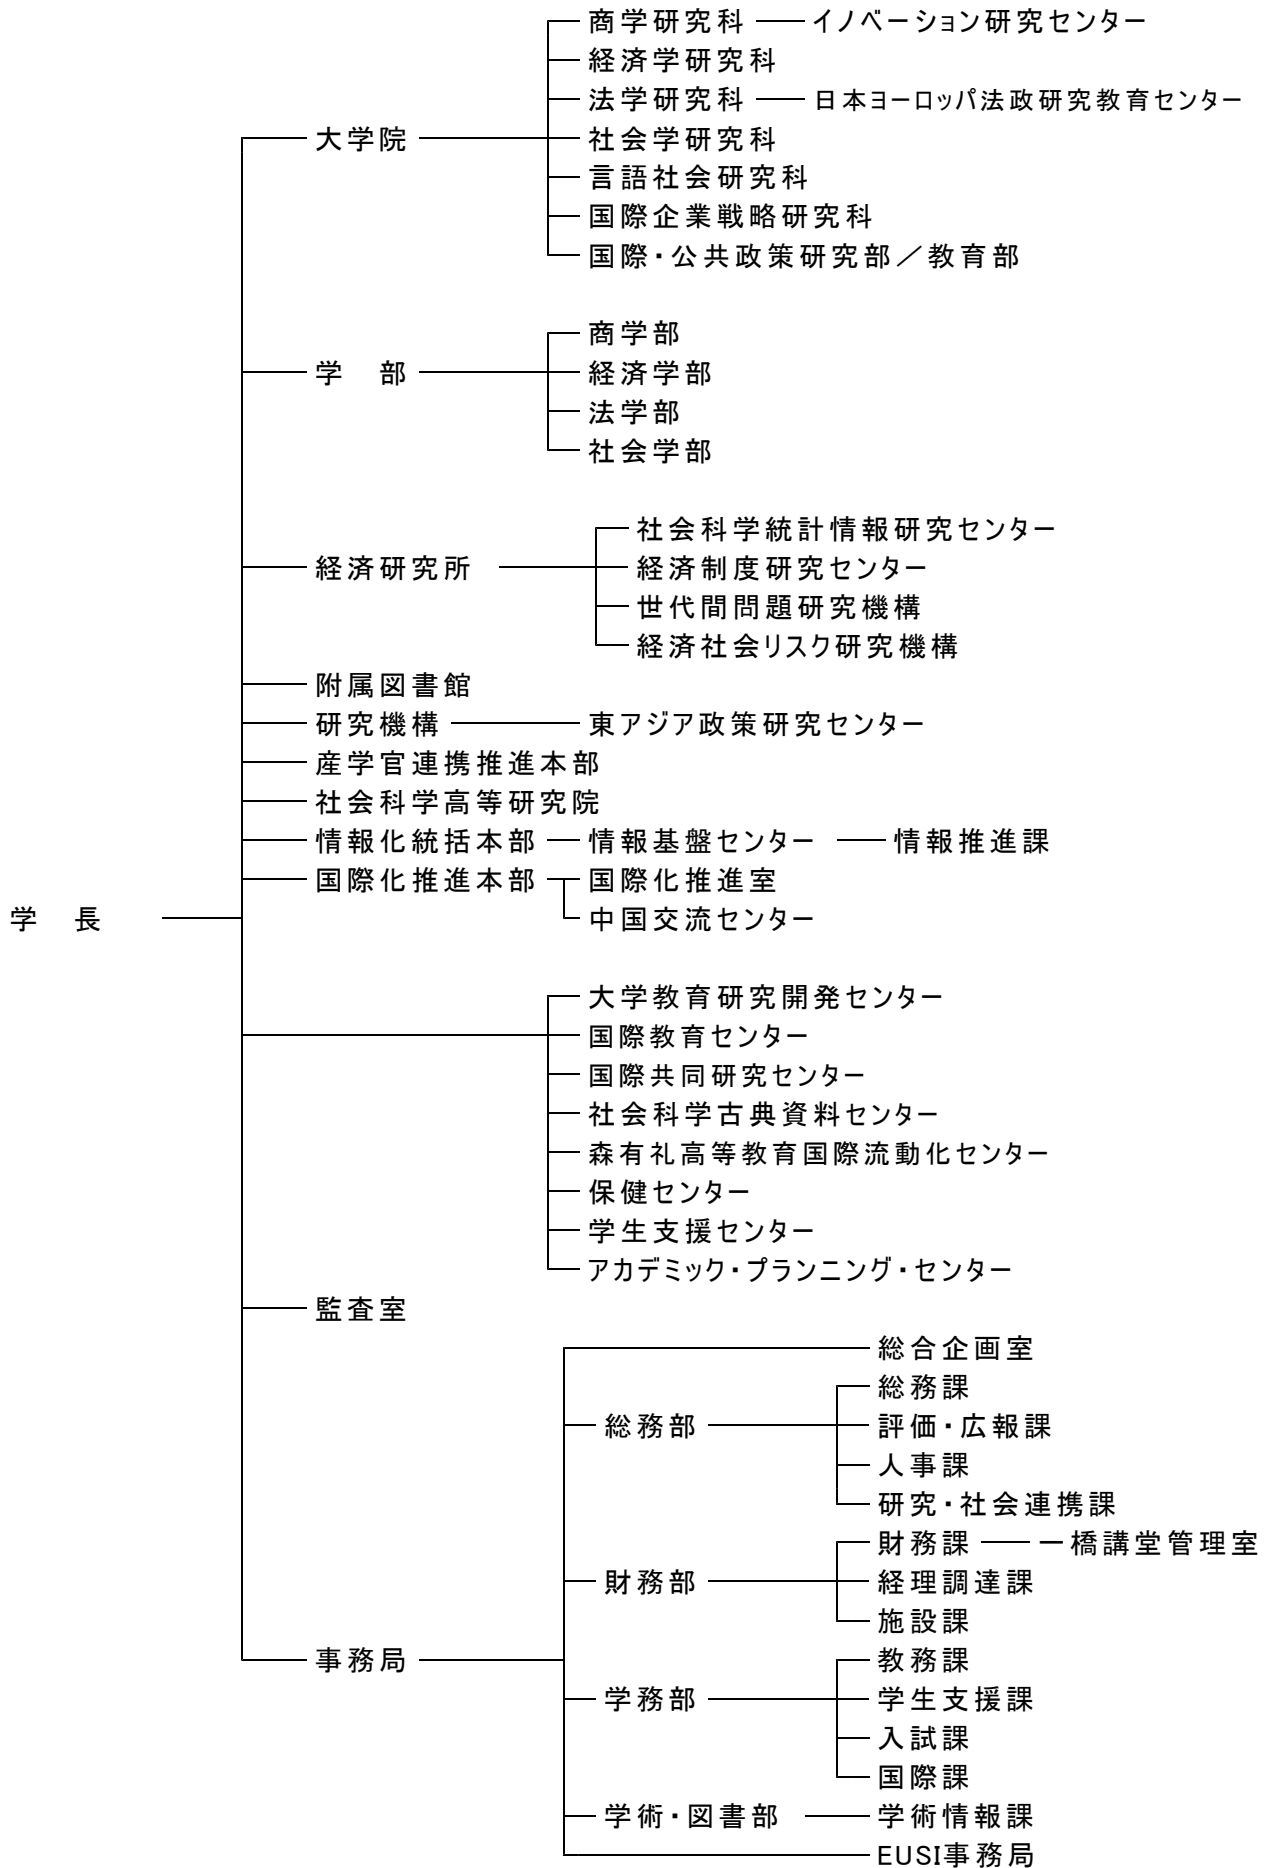 商学研究科 イノベーション研究センター
経済学研究科
法学研究科 日本ヨーロッパ法政研究教育センター
大学院 社会学研究科
言語社会研究科
国際企業戦略研究科
国際・公共政策研究部／教育部
商学部
学　部 経済学部
法学部
社会学部
社会科学統計情報研究センター
経済研究所 経済制度研究センター
世代間問題研究機構
経済社会リスク研究機構
附属図書館
研究機構 東アジア政策研究センター
産学官連携推進本部
社会科学高等研究院
情報化統括本部 情報基盤センター 情報推進課
国際化推進本部 国際化推進室
学　長 中国交流センター
大学教育研究開発センター
国際教育センター
国際共同研究センター
社会科学古典資料センター
森有礼高等教育国際流動化センター
保健センター
学生支援センター
アカデミック・プランニング・センター
監査室
総合企画室
総務課
総務部 評価・広報課
人事課
研究・社会連携課
財務課 一橋講堂管理室
財務部 経理調達課
施設課
事務局 教務課
学務部 学生支援課
入試課
国際課
学術・図書部 学術情報課
EUSI事務局